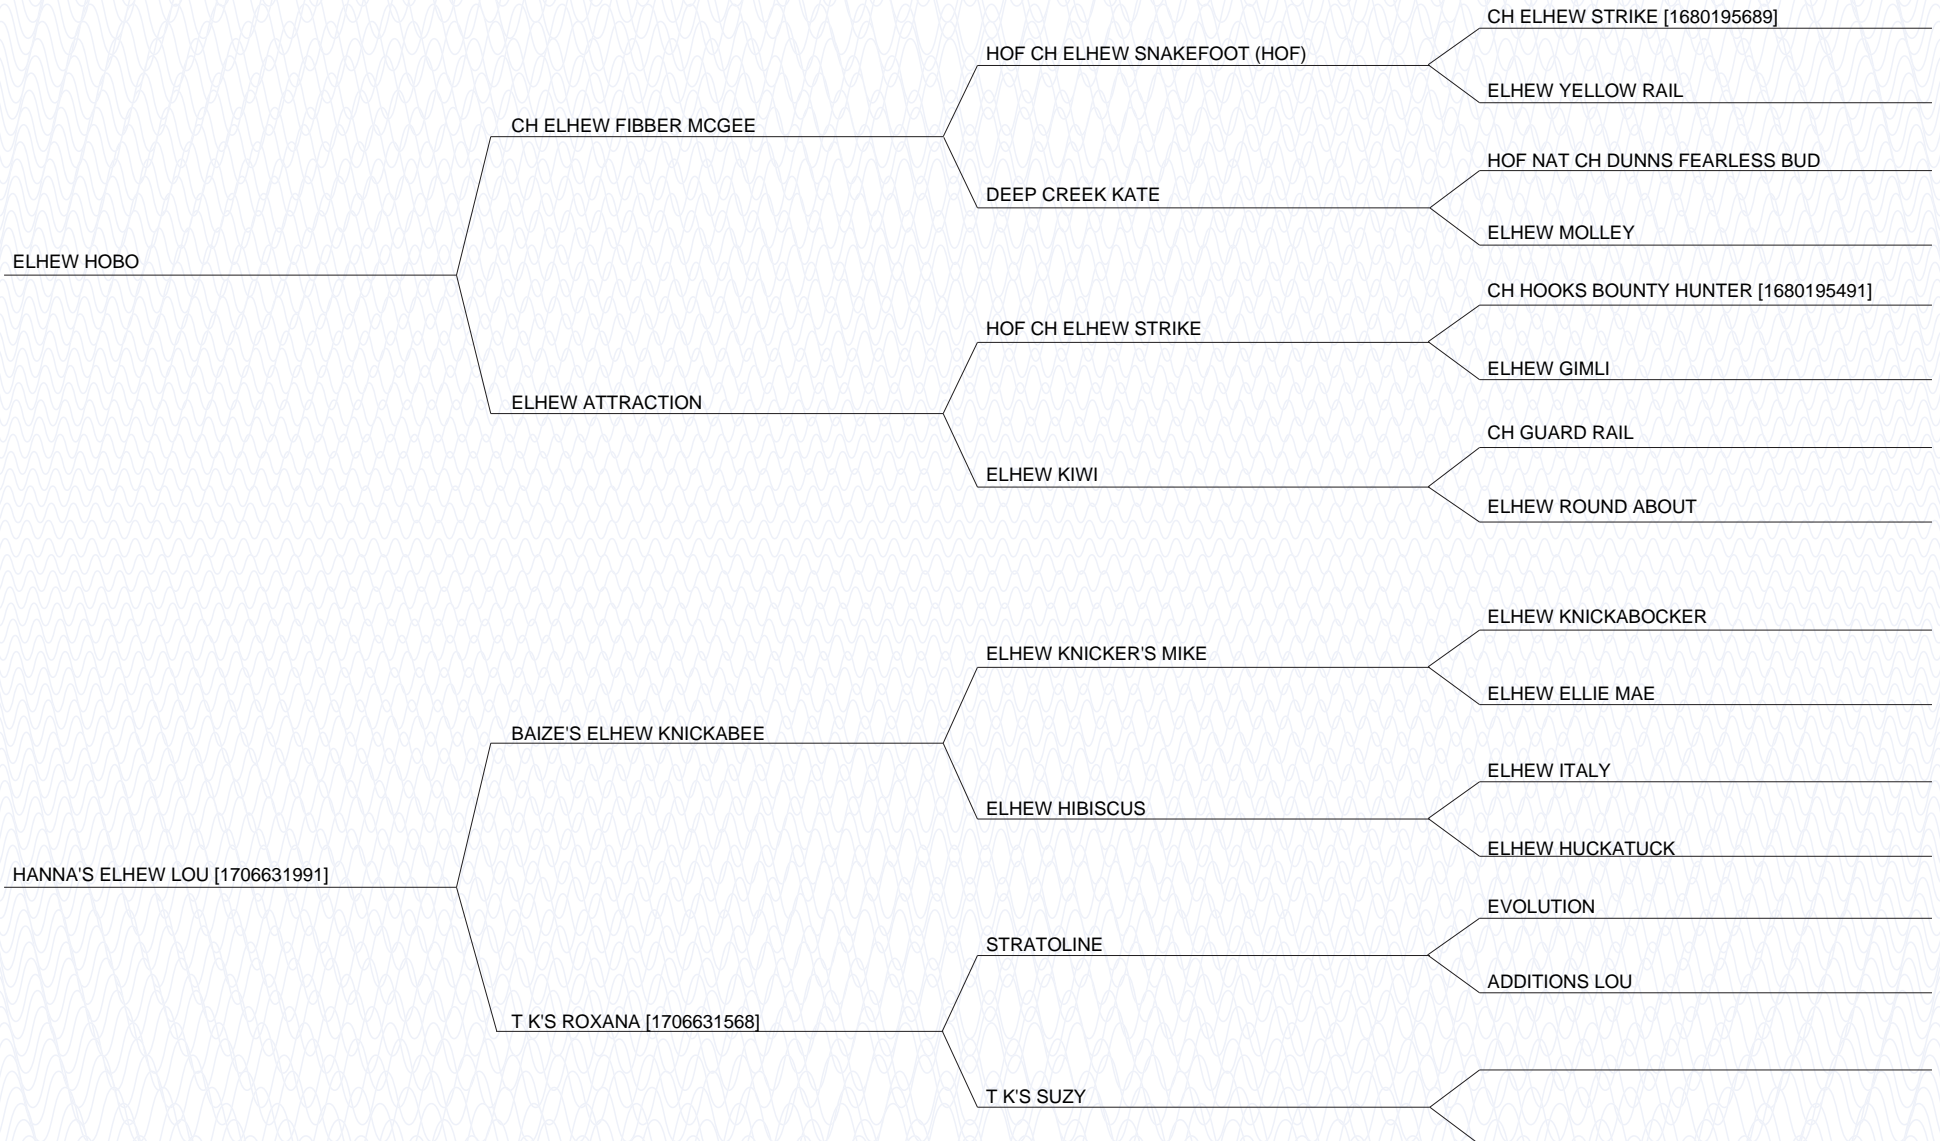 CH ELHEW STRIKE [1680195689]
HOF CH ELHEW SNAKEFOOT (HOF)
ELHEW YELLOW RAIL
CH ELHEW FIBBER MCGEE
HOF NAT CH DUNNS FEARLESS BUD
DEEP CREEK KATE
ELHEW MOLLEY
ELHEW HOBO
CH HOOKS BOUNTY HUNTER [1680195491]
HOF CH ELHEW STRIKE
ELHEW GIMLI
ELHEW ATTRACTION
CH GUARD RAIL
ELHEW KIWI
ELHEW ROUND ABOUT
ELHEW KNICKABOCKER
ELHEW KNICKER'S MIKE
ELHEW ELLIE MAE
BAIZE'S ELHEW KNICKABEE
ELHEW ITALY
ELHEW HIBISCUS
ELHEW HUCKATUCK
HANNA'S ELHEW LOU [1706631991]
EVOLUTION
STRATOLINE
ADDITIONS LOU
T K'S ROXANA [1706631568]
T K'S SUZY